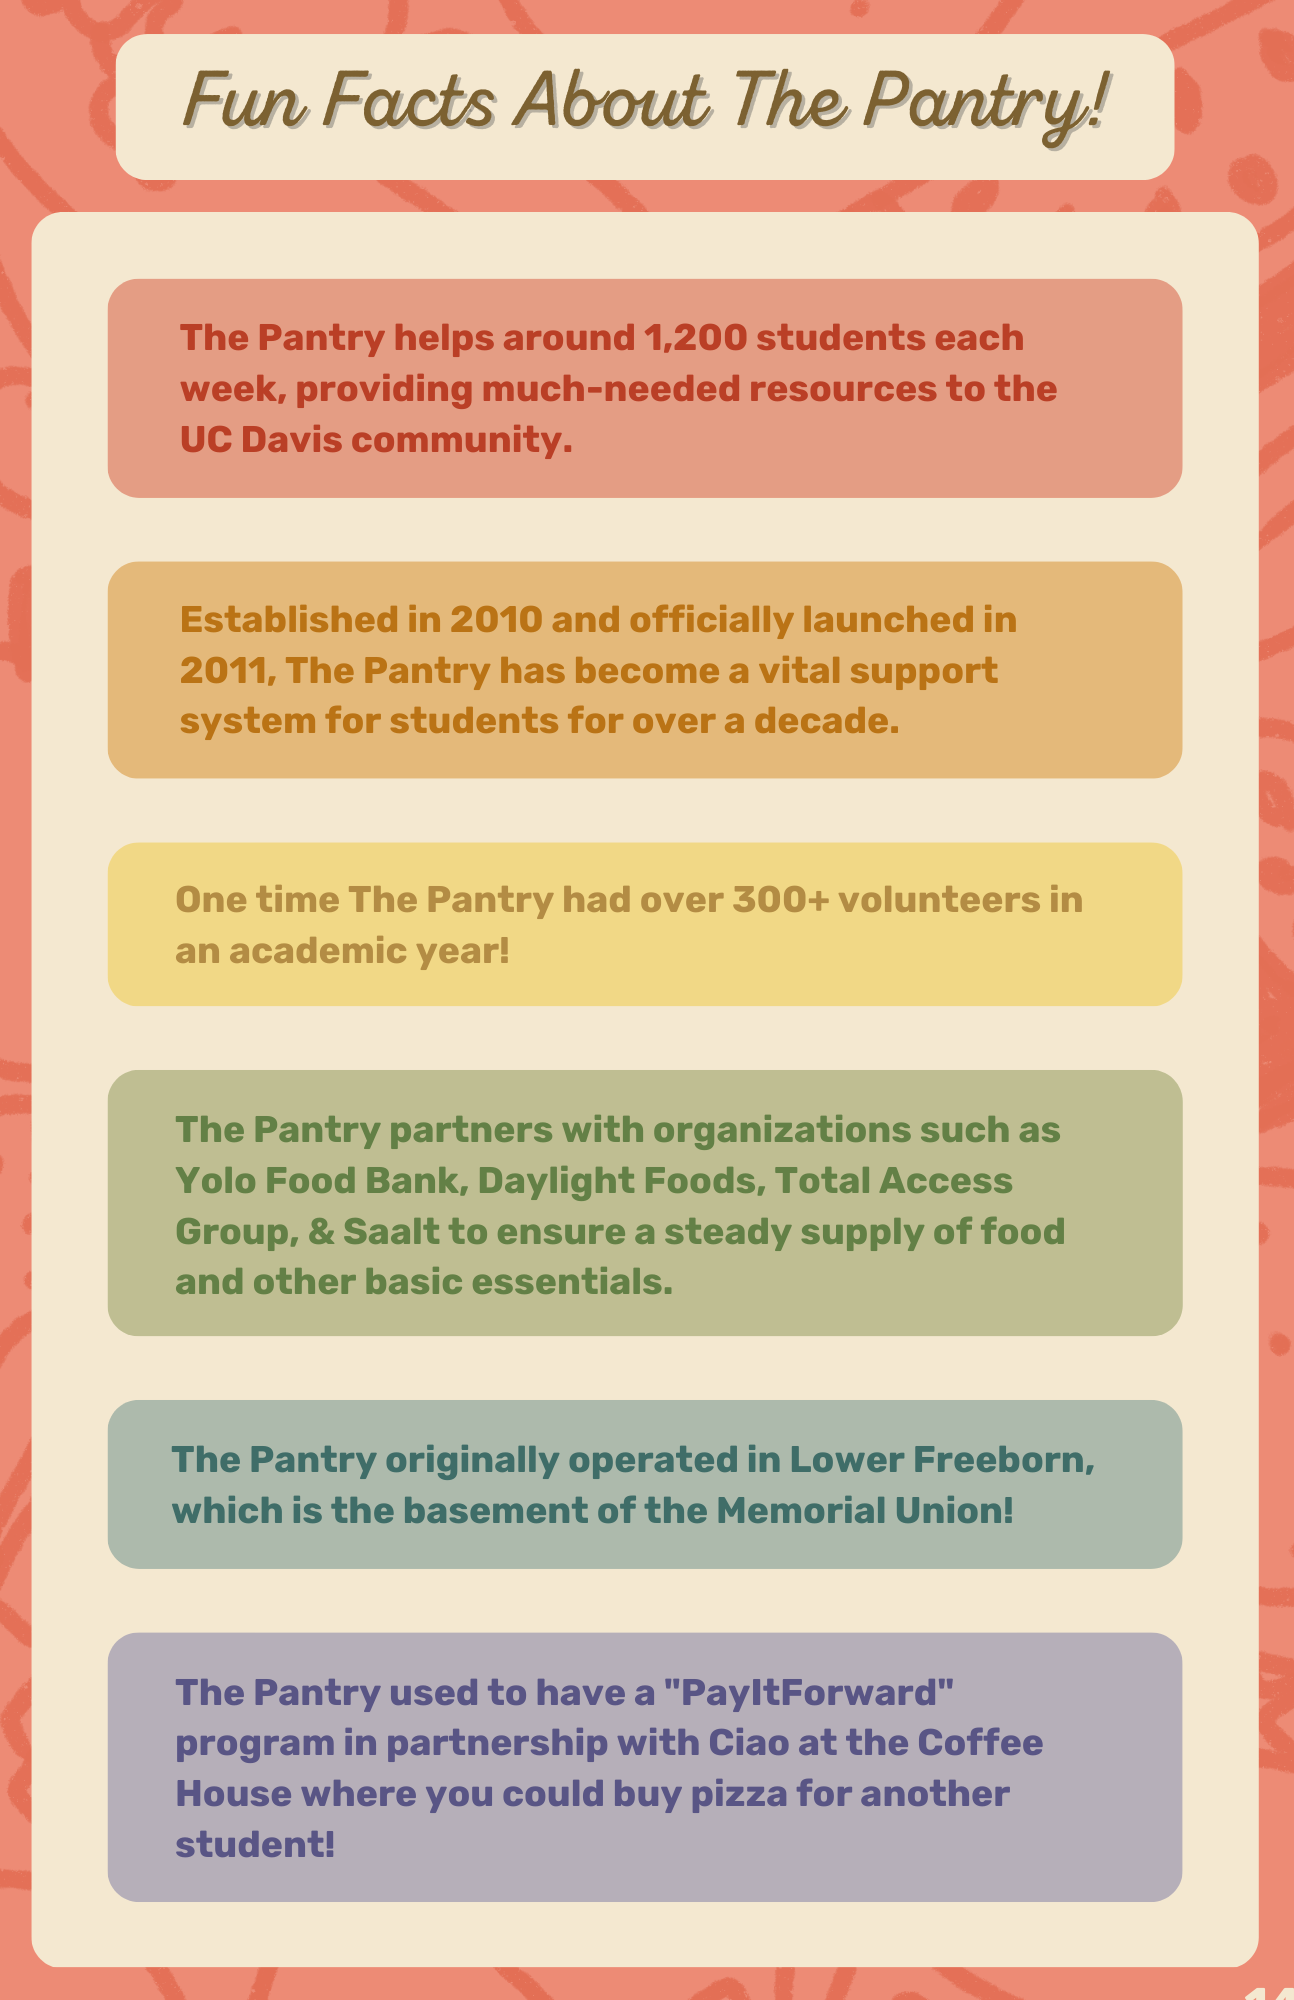 Fun Facts About The Pantry!
The Pantry helps around 1,200 students each
week, providing much-needed resources to the
UC Davis community.
Established in 2010 and officially launched in
2011, The Pantry has become a vital support
system for students for over a decade.
One time The Pantry had over 300+ volunteers in
an academic year!
The Pantry partners with organizations such as
Yolo Food Bank, Daylight Foods, Total Access
Group, & Saalt to ensure a steady supply of food
and other basic essentials.
The Pantry originally operated in Lower Freeborn,
which is the basement of the Memorial Union!
The Pantry used to have a "PayItForward"
program in partnership with Ciao at the Coffee
House where you could buy pizza for another
student!